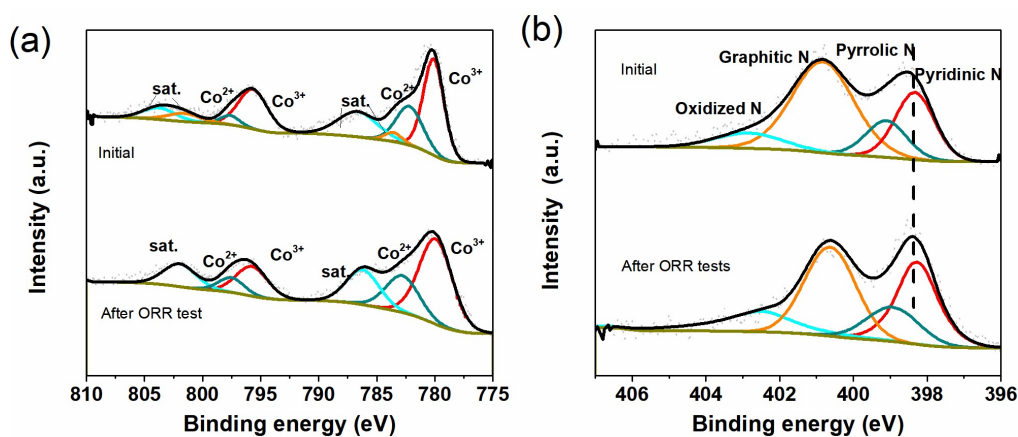 (a)
Intensity (a.u.)
sat.
Co2+
Co3+
sat.
Co2+
Co3+
Initial
sat.
Co2+
Co3+
sat.
Co2+
Co3+
After ORR test
810 805 800 795 790 785 780 775
Binding energy (eV)
(b)
Intensity (a.u.)
Initial
Oxidized N
Graphitic N
Pyrrolic N
Pyridinic N
After ORR tests
406 404 402 400 398 396
Binding energy (eV)